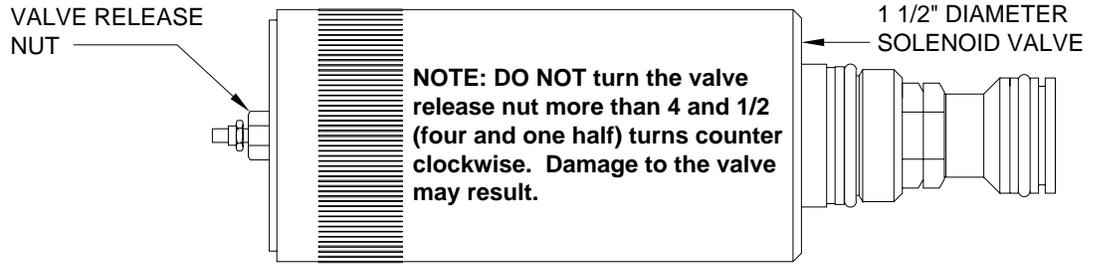 VALVE RELEASE
NUT
1 1/2" DIAMETER
SOLENOID VALVE
NOTE: DO NOT turn the valve
release nut more than 4 and 1/2
(four and one half) turns counter
clockwise.  Damage to the valve
may result.